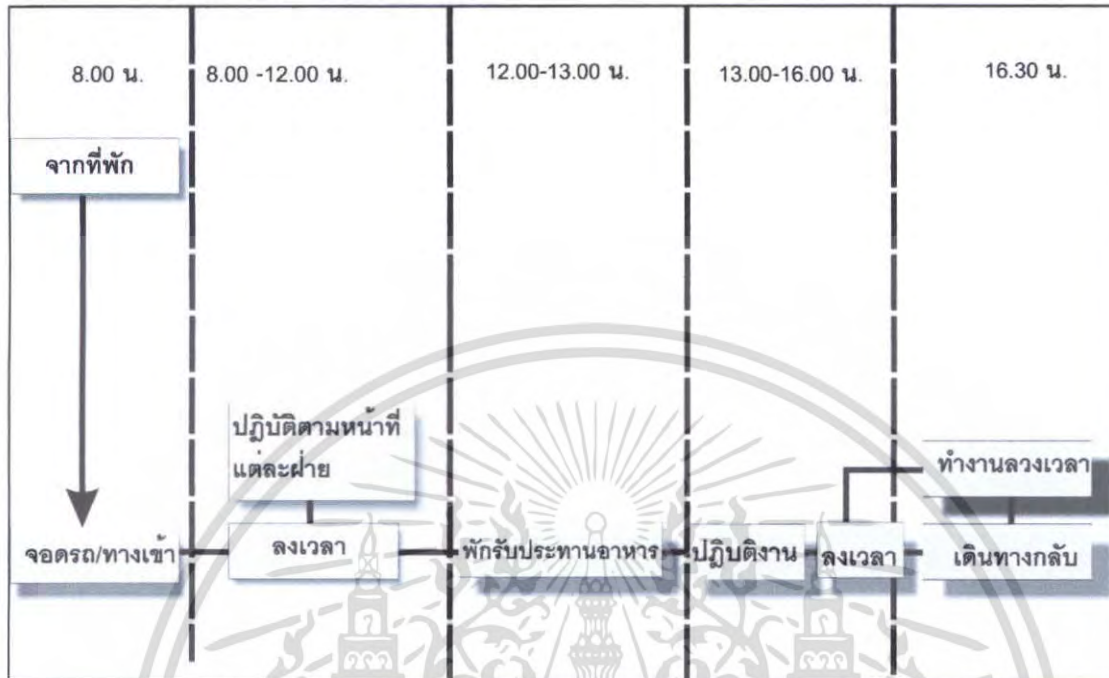 8.00 น.
8.00 -12.00 น.
12.00-13.00 น.
13.00-16.00 น.
16.30 น.
จากที่พัก
ปฏิบัติตามหน้าที่
แต่ละฝ่าย
ทำงานลวงเวลา
จอดรถ/ทางเข้า
ลงเวลา
พักรับประทานอาหาร
ปฏิบติงาน
ลงเวลา
เดินทางกลับ